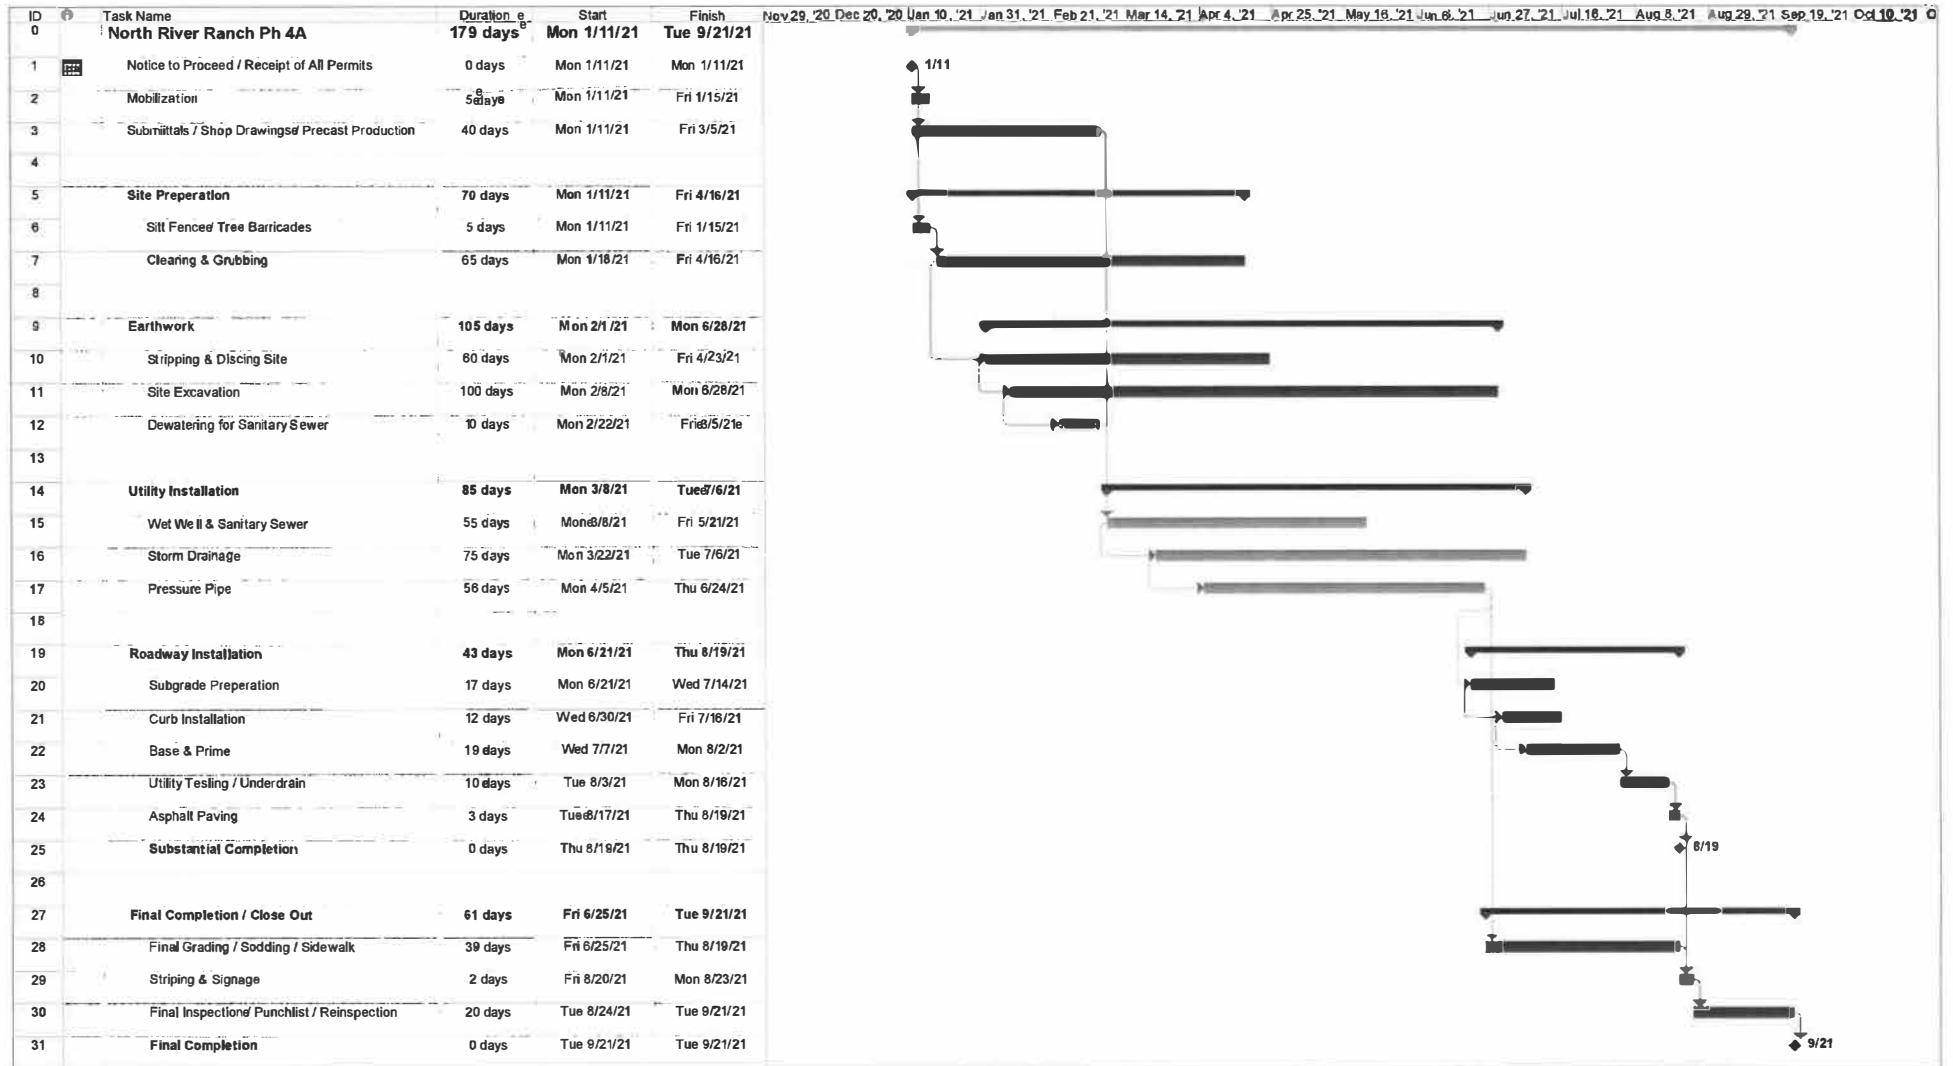 ID Task Name Duration Start Finish Nov 29, '20 Dec 20, '20 Jan 10, '21 Jan 31, '21 Feb 21, '21 Mar 14, '21 Apr 4, '21 Apr 25, '21 May 16, '21 Jun 6, '21 Jun 27, '21 Jul 18, '21 Aug 8, '21 Aug 29, '21 Sep 19, '21 Oct 10, '21
0 North River Ranch Ph 4A 179 days Mon 1/11/21 Tue 9/21/21
1 Notice to Proceed / Receipt of All Permits 0 days Mon 1/11/21 Mon 1/11/21 1/11
2 Mobilization 5 days Mon 1/11/21 Fri 1/15/21
3 Submittals / Shop Drawings / Precast Production 40 days Mon 1/11/21 Fri 3/5/21
4
5 Site Preperation 70 days Mon 1/11/21 Fri 4/16/21
6 Silt Fence / Tree Barricades 5 days Mon 1/11/21 Fri 1/15/21
7 Clearing & Grubbing 65 days Mon 1/18/21 Fri 4/16/21
8
9 Earthwork 105 days Mon 2/1/21 Mon 6/28/21
10 Stripping & Discing Site 60 days Mon 2/1/21 Fri 4/23/21
11 Site Excavation 100 days Mon 2/8/21 Mon 6/28/21
12 Dewatering for Sanitary Sewer 10 days Mon 2/22/21 Fri 3/5/21
13
14 Utility Installation 85 days Mon 3/8/21 Tue 7/6/21
15 Wet Well & Sanitary Sewer 55 days Mon 3/8/21 Fri 5/21/21
16 Storm Drainage 75 days Mon 3/22/21 Tue 7/6/21
17 Pressure Pipe 56 days Mon 4/5/21 Thu 6/24/21
18
19 Roadway Installation 43 days Mon 6/21/21 Thu 8/19/21
20 Subgrade Preperation 17 days Mon 6/21/21 Wed 7/14/21
21 Curb Installation 12 days Wed 6/30/21 Fri 7/16/21
22 Base & Prime 19 days Wed 7/7/21 Mon 8/2/21
23 Utility Testing / Underdrain 10 days Tue 8/3/21 Mon 8/16/21
24 Asphalt Paving 3 days Tue 8/17/21 Thu 8/19/21
25 Substantial Completion 0 days Thu 8/19/21 Thu 8/19/21 8/19
26
27 Final Completion / Close Out 61 days Fri 6/25/21 Tue 9/21/21
28 Final Grading / Sodding / Sidewalk 39 days Fri 6/25/21 Thu 8/19/21
29 Striping & Signage 2 days Fri 8/20/21 Mon 8/23/21
30 Final Inspection / Punchlist / Reinspection 20 days Tue 8/24/21 Tue 9/21/21
31 Final Completion 0 days Tue 9/21/21 Tue 9/21/21 9/21